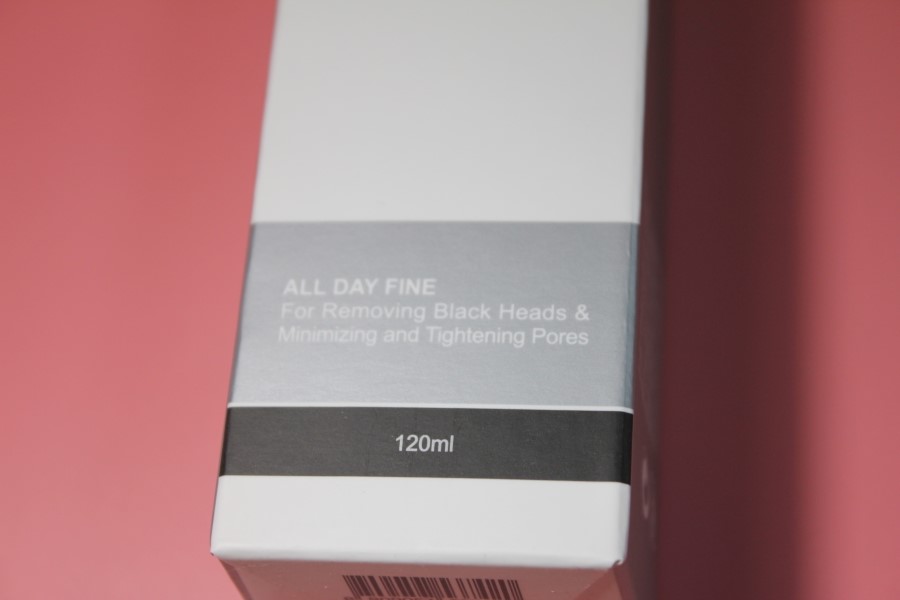 ALL DAY FINE
For Removing Black Heads &
Minimizing and Tightening Pores
120ml